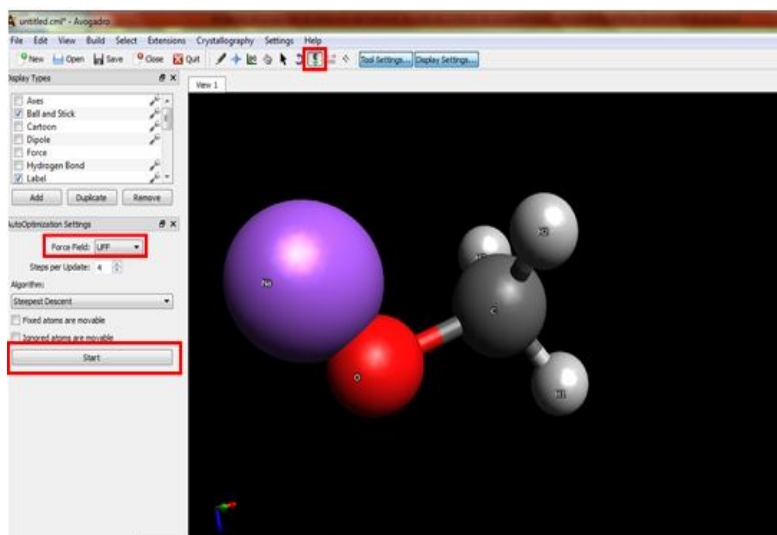 untitled.cml* - Avogadro
File Edit View Build Select Extensions Crystallography Settings Help
New Open Save Close Quit Tool Settings... Display Settings...
Display Types
View 1
Axes
Ball and Stick
Cartoon
Dipole
Force
Hydrogen Bond
Label
Add Duplicate Remove
AutoOptimization Settings
Force Field: UFF
Steps per Update: 4
Algorithm:
Steepest Descent
Fixed atoms are movable
Ignored atoms are movable
Start
Na
C
O